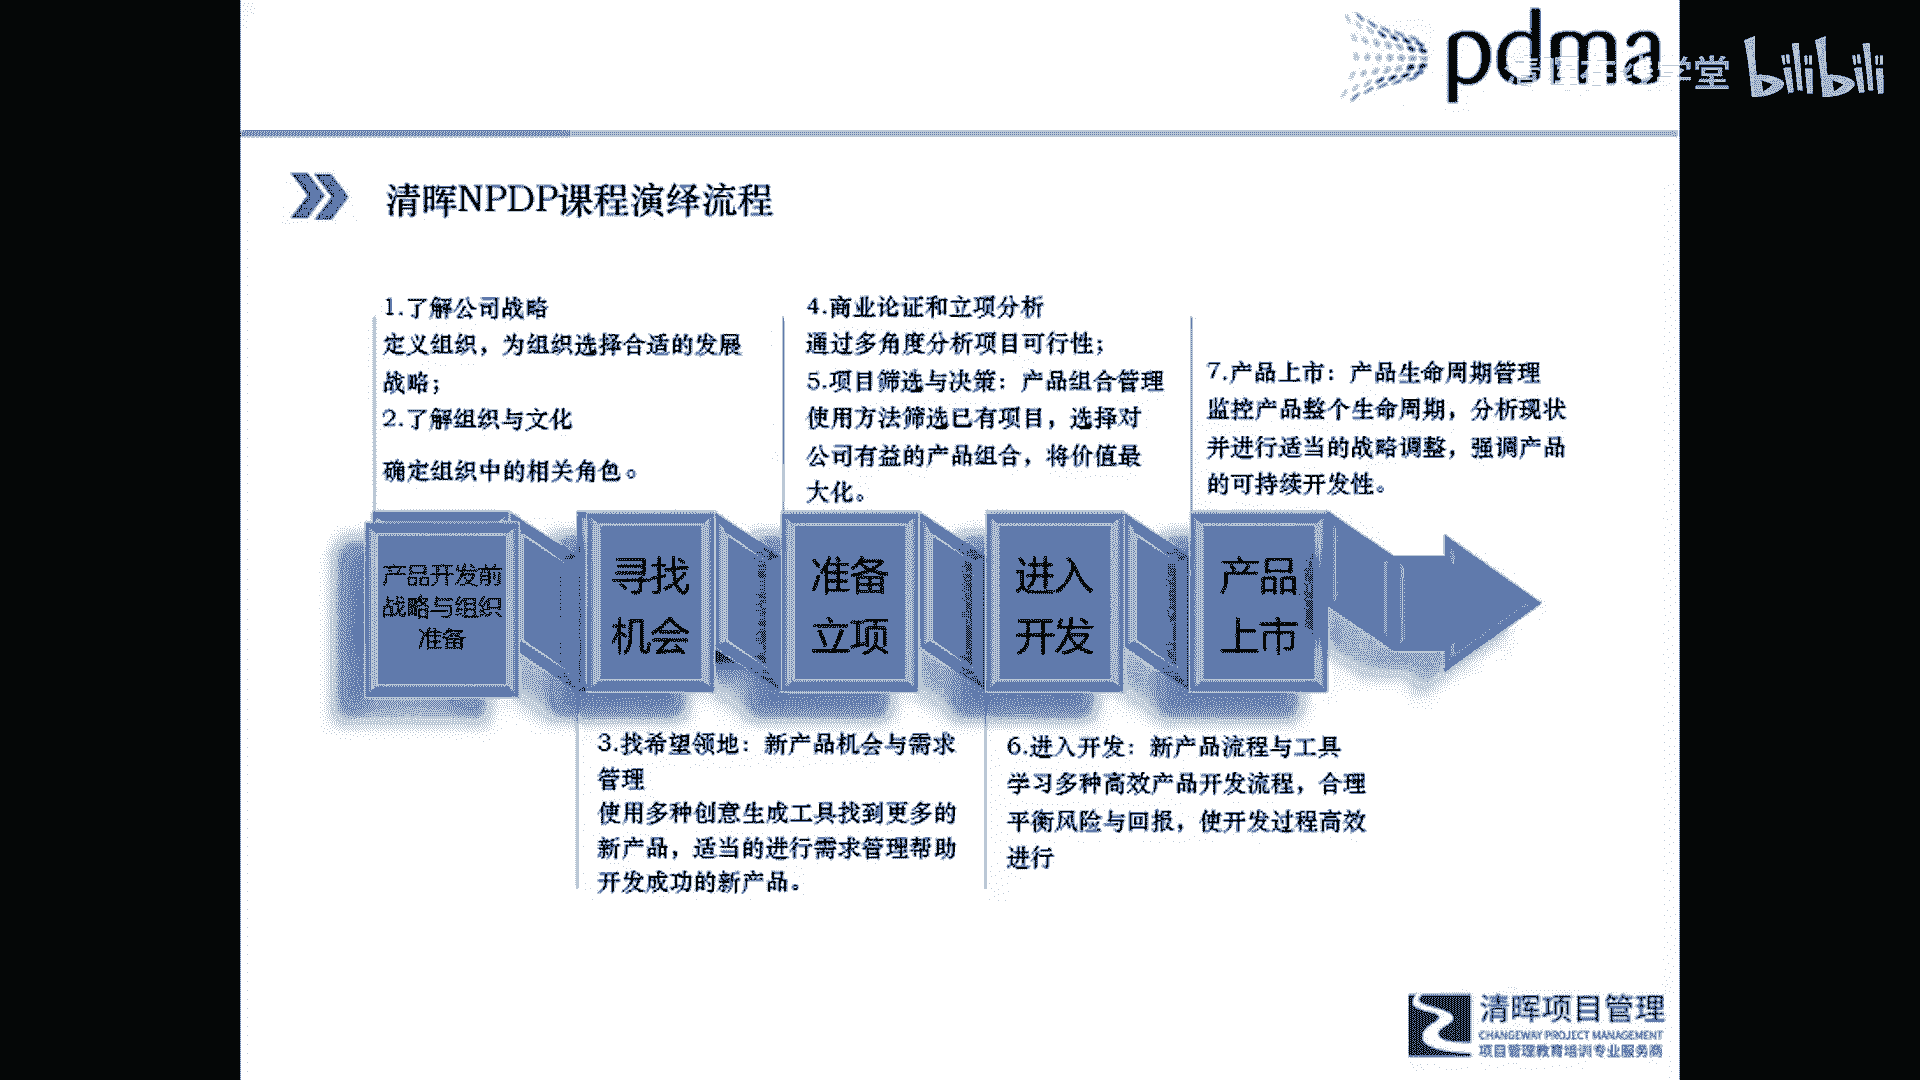 pdma
清晖在线学堂 bilibili
清晖NPDP课程演绎流程
1.了解公司战略
定义组织，为组织选择合适的发展
战略；
2.了解组织与文化
确定组织中的相关角色。
4.商业论证和立项分析
通过多角度分析项目可行性；
5.项目筛选与决策：产品组合管理
使用方法筛选已有项目，选择对
公司有益的产品组合，将价值最
大化。
7.产品上市：产品生命周期管理
监控产品整个生命周期，分析现状
并进行适当的战略调整，强调产品
的可持续开发性。
产品开发前
战略与组织
准备
寻找
机会
准备
立项
进入
开发
产品
上市
3.找希望领地：新产品机会与需求
管理
使用多种创意生成工具找到更多的
新产品，适当的进行需求管理帮助
开发成功的新产品。
6.进入开发：新产品流程与工具
学习多种高效产品开发流程，合理
平衡风险与回报，使开发过程高效
进行
清晖项目管理
CHANGEWAY PROJECT MANAGEMENT
项目管理教育培训专业服务商